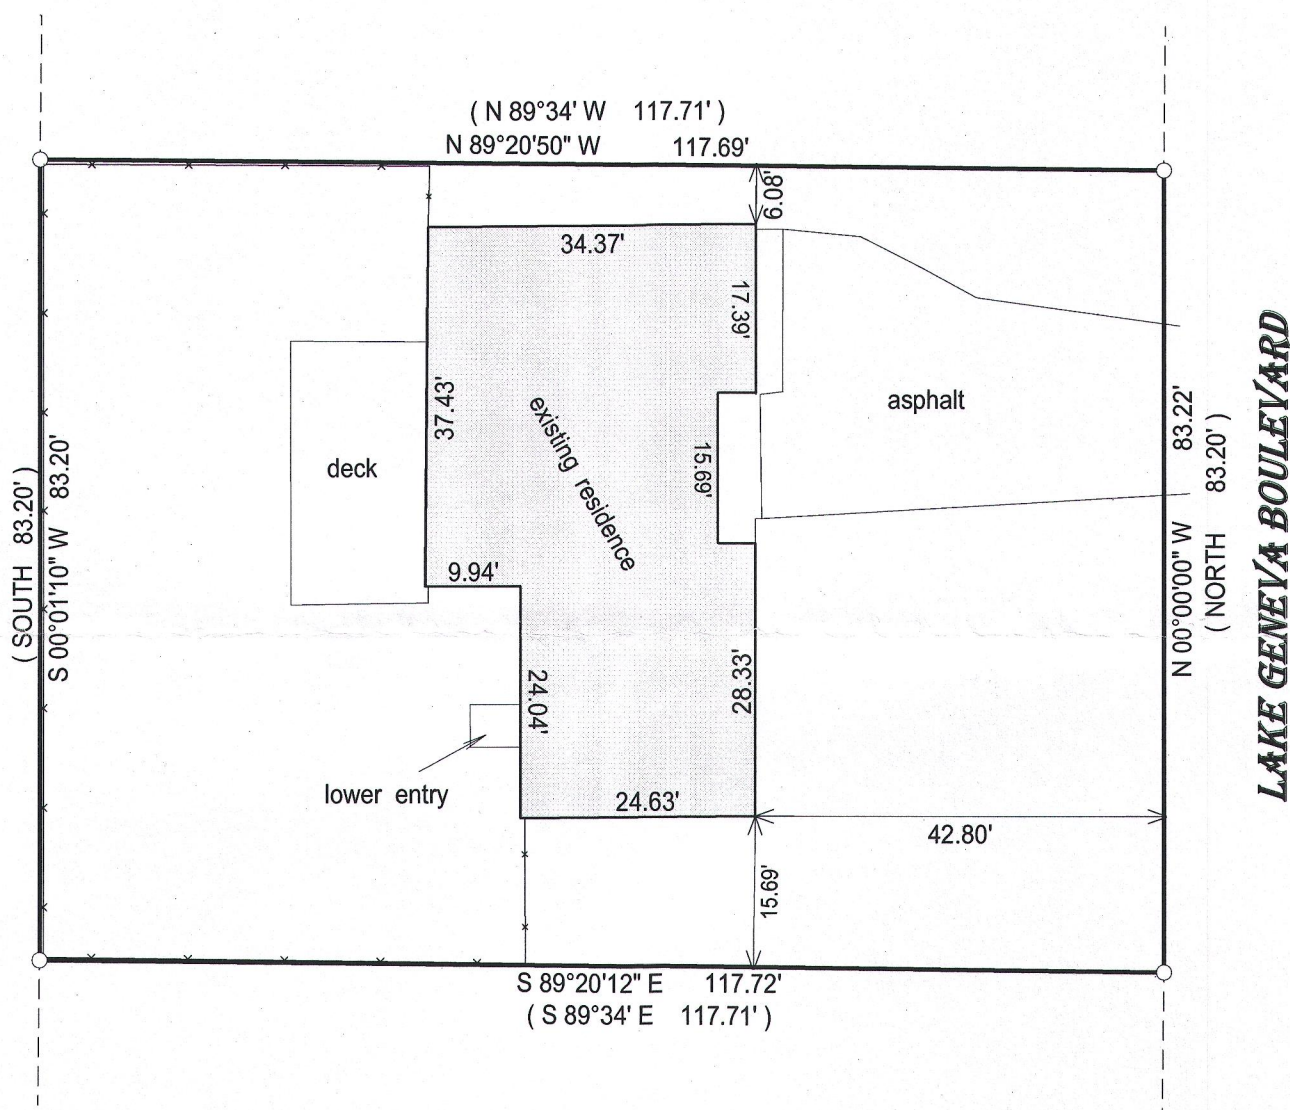 ( N 89°34' W 117.71' )
N 89°20'50" W 117.69'
6.08'
34.37'
17.39'
LAKE GENEVA BOULEVARD
asphalt
37.43'
existing residence
15.69'
83.22'
( NORTH 83.20' )
N 00°00'00" W
deck
( SOUTH 83.20' )
S 00°01'10" W 83.20'
9.94'
24.04'
28.33'
lower entry
24.63'
42.80'
15.69'
S 89°20'12" E 117.72'
( S 89°34' E 117.71' )